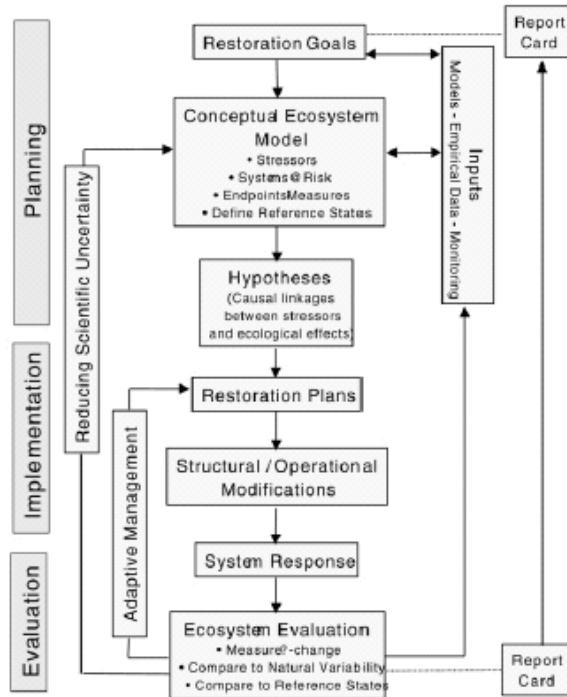 Restoration Goals
Report
Card
Conceptual Ecosystem
Model
• Stressors
• Systems@Risk
• EndpointsMeasures
• Define Reference States
Inputs
Models - Empirical Data - Monitoring
Planning
Reducing Scientific Uncertainty
Hypotheses
(Causal linkages
between stressors
and ecological effects)
Implementation
Adaptive Management
Restoration Plans
Structural/Operational
Modifications
System Response
Evaluation
Ecosystem Evaluation
• Measure?-change
• Compare to Natural Variability
• Compare to Reference States
Report
Card